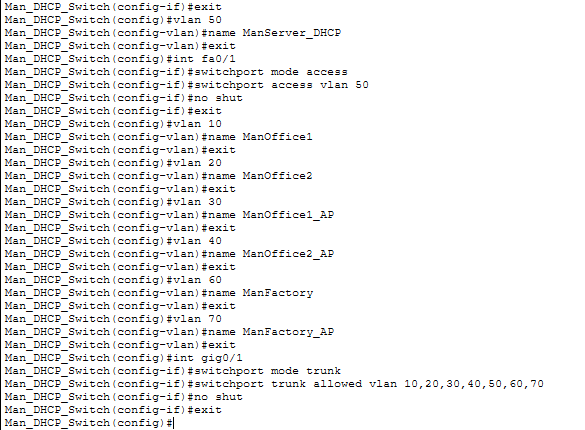 Man_DHCP_Switch(config-if)#exit
Man_DHCP_Switch(config)#vlan 50
Man_DHCP_Switch(config-vlan)#name ManServer_DHCP
Man_DHCP_Switch(config-vlan)#exit
Man_DHCP_Switch(config)#int fa0/1
Man_DHCP_Switch(config-if)#switchport mode access
Man_DHCP_Switch(config-if)#switchport access vlan 50
Man_DHCP_Switch(config-if)#no shut
Man_DHCP_Switch(config-if)#exit
Man_DHCP_Switch(config)#vlan 10
Man_DHCP_Switch(config-vlan)#name ManOffice1
Man_DHCP_Switch(config-vlan)#exit
Man_DHCP_Switch(config)#vlan 20
Man_DHCP_Switch(config-vlan)#name ManOffice2
Man_DHCP_Switch(config-vlan)#exit
Man_DHCP_Switch(config)#vlan 30
Man_DHCP_Switch(config-vlan)#name ManOffice1_AP
Man_DHCP_Switch(config-vlan)#exit
Man_DHCP_Switch(config)#vlan 40
Man_DHCP_Switch(config-vlan)#name ManOffice2_AP
Man_DHCP_Switch(config-vlan)#exit
Man_DHCP_Switch(config)#vlan 60
Man_DHCP_Switch(config-vlan)#name ManFactory
Man_DHCP_Switch(config-vlan)#exit
Man_DHCP_Switch(config)#vlan 70
Man_DHCP_Switch(config-vlan)#name ManFactory_AP
Man_DHCP_Switch(config-vlan)#exit
Man_DHCP_Switch(config)#int gig0/1
Man_DHCP_Switch(config-if)#switchport mode trunk
Man_DHCP_Switch(config-if)#switchport trunk allowed vlan 10,20,30,40,50,60,70
Man_DHCP_Switch(config-if)#no shut
Man_DHCP_Switch(config-if)#exit
Man_DHCP_Switch(config)#